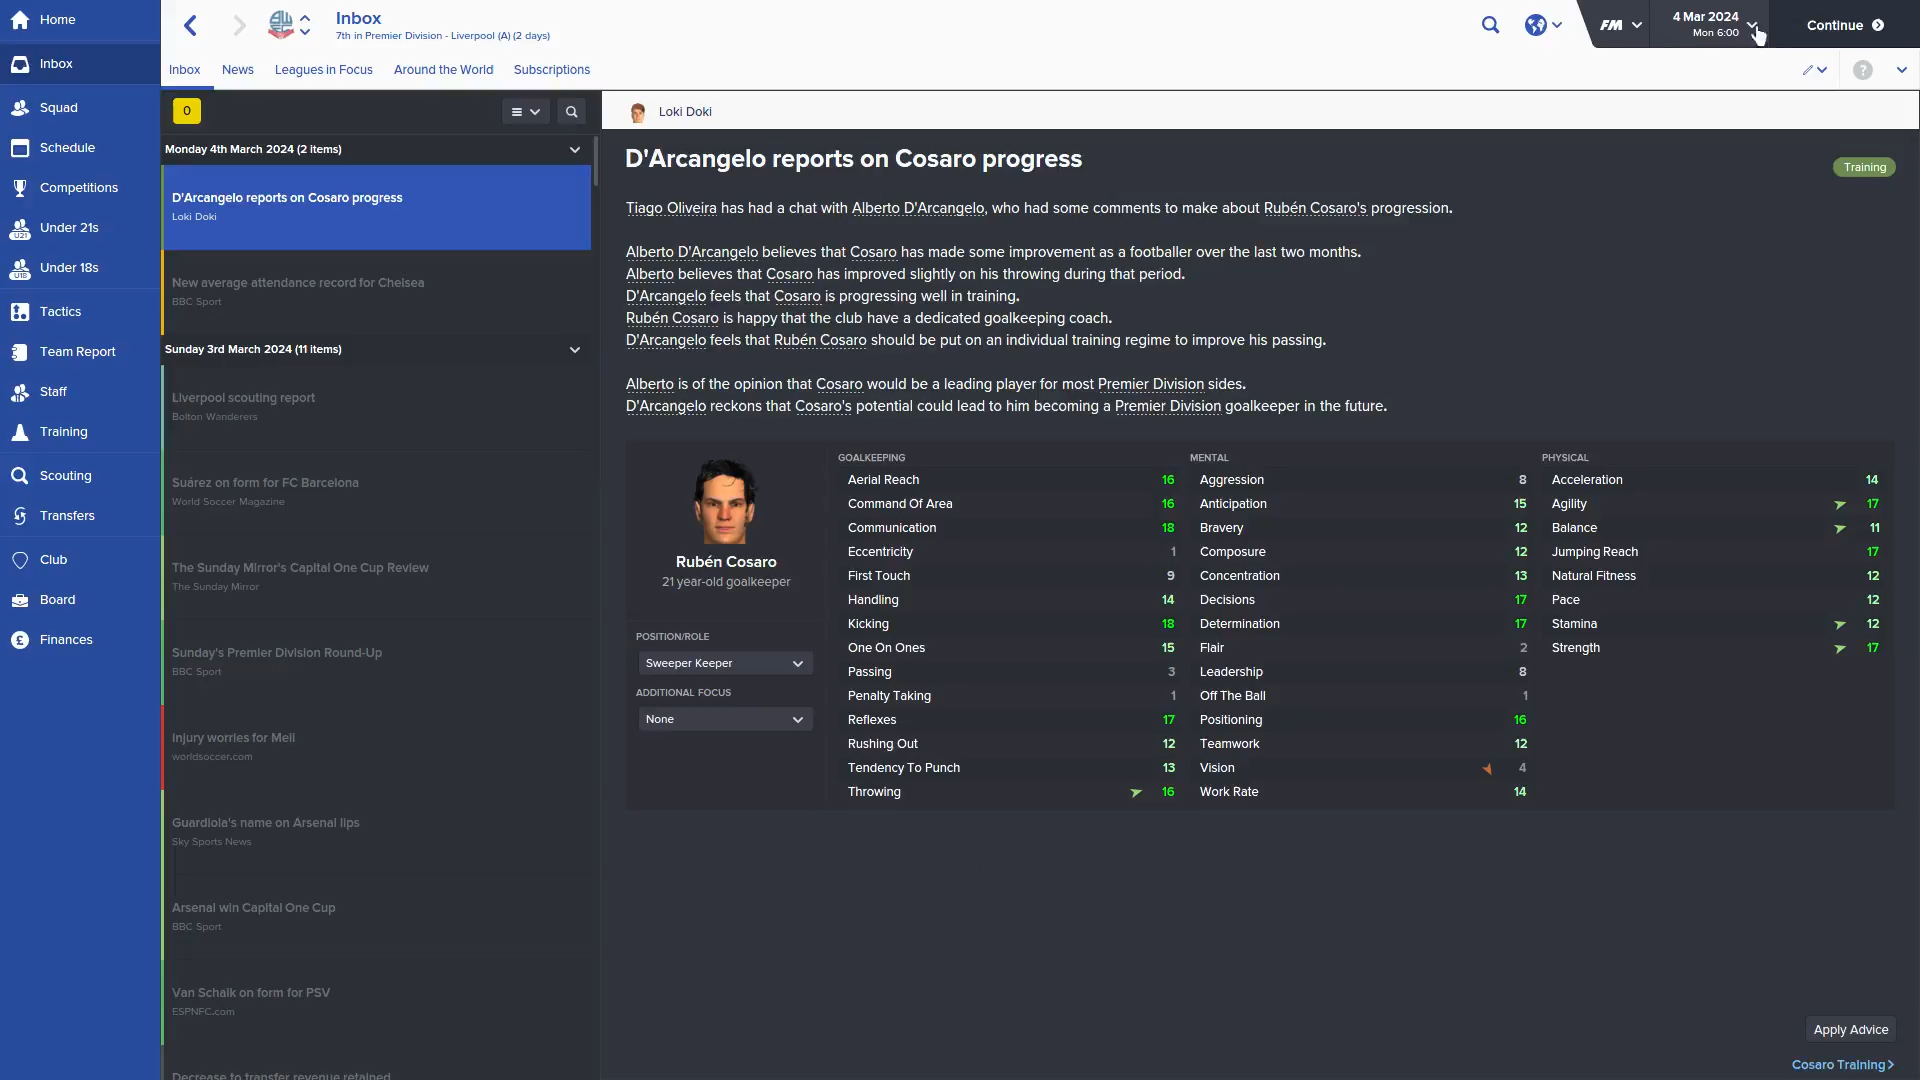 Home
Inbox
Squad
Schedule
Competitions
U21
Under 21s
U18
Under 18s
Tactics
Team Report
Staff
Training
Scouting
Transfers
Club
Board
Finances
Inbox
7th in Premier Division - Liverpool (A) (2 days)
FM
4 Mar 2024
Mon 6:00
Continue
Inbox
News
Leagues in Focus
Around the World
Subscriptions
?
0
Monday 4th March 2024 (2 items)
D'Arcangelo reports on Cosaro progress
Loki Doki
New average attendance record for Chelsea
BBC Sport
Sunday 3rd March 2024 (11 items)
Liverpool scouting report
Bolton Wanderers
Suárez on form for FC Barcelona
World Soccer Magazine
The Sunday Mirror's Capital One Cup Review
The Sunday Mirror
Sunday's Premier Division Round-Up
BBC Sport
Injury worries for Meli
worldsoccer.com
Guardiola's name on Arsenal lips
Sky Sports News
Arsenal win Capital One Cup
BBC Sport
Van Schaik on form for PSV
ESPNFC.com
Decrease to transfer revenue retained
Loki Doki
D'Arcangelo reports on Cosaro progress
Training
Tiago Oliveira has had a chat with Alberto D'Arcangelo, who had some comments to make about Rubén Cosaro's progression.
Alberto D'Arcangelo believes that Cosaro has made some improvement as a footballer over the last two months.
Alberto believes that Cosaro has improved slightly on his throwing during that period.
D'Arcangelo feels that Cosaro is progressing well in training.
Rubén Cosaro is happy that the club have a dedicated goalkeeping coach.
D'Arcangelo feels that Rubén Cosaro should be put on an individual training regime to improve his passing.
Alberto is of the opinion that Cosaro would be a leading player for most Premier Division sides.
D'Arcangelo reckons that Cosaro's potential could lead to him becoming a Premier Division goalkeeper in the future.
Rubén Cosaro
21 year-old goalkeeper
POSITION/ROLE
Sweeper Keeper
ADDITIONAL FOCUS
None
GOALKEEPING
Aerial Reach 16
Command Of Area 16
Communication 18
Eccentricity 1
First Touch 9
Handling 14
Kicking 18
One On Ones 15
Passing 3
Penalty Taking 1
Reflexes 17
Rushing Out 12
Tendency To Punch 13
Throwing 16
MENTAL
Aggression 8
Anticipation 15
Bravery 12
Composure 12
Concentration 13
Decisions 17
Determination 17
Flair 2
Leadership 8
Off The Ball 1
Positioning 16
Teamwork 12
Vision 4
Work Rate 14
PHYSICAL
Acceleration 14
Agility 17
Balance 11
Jumping Reach 17
Natural Fitness 12
Pace 12
Stamina 12
Strength 17
Apply Advice
Cosaro Training>